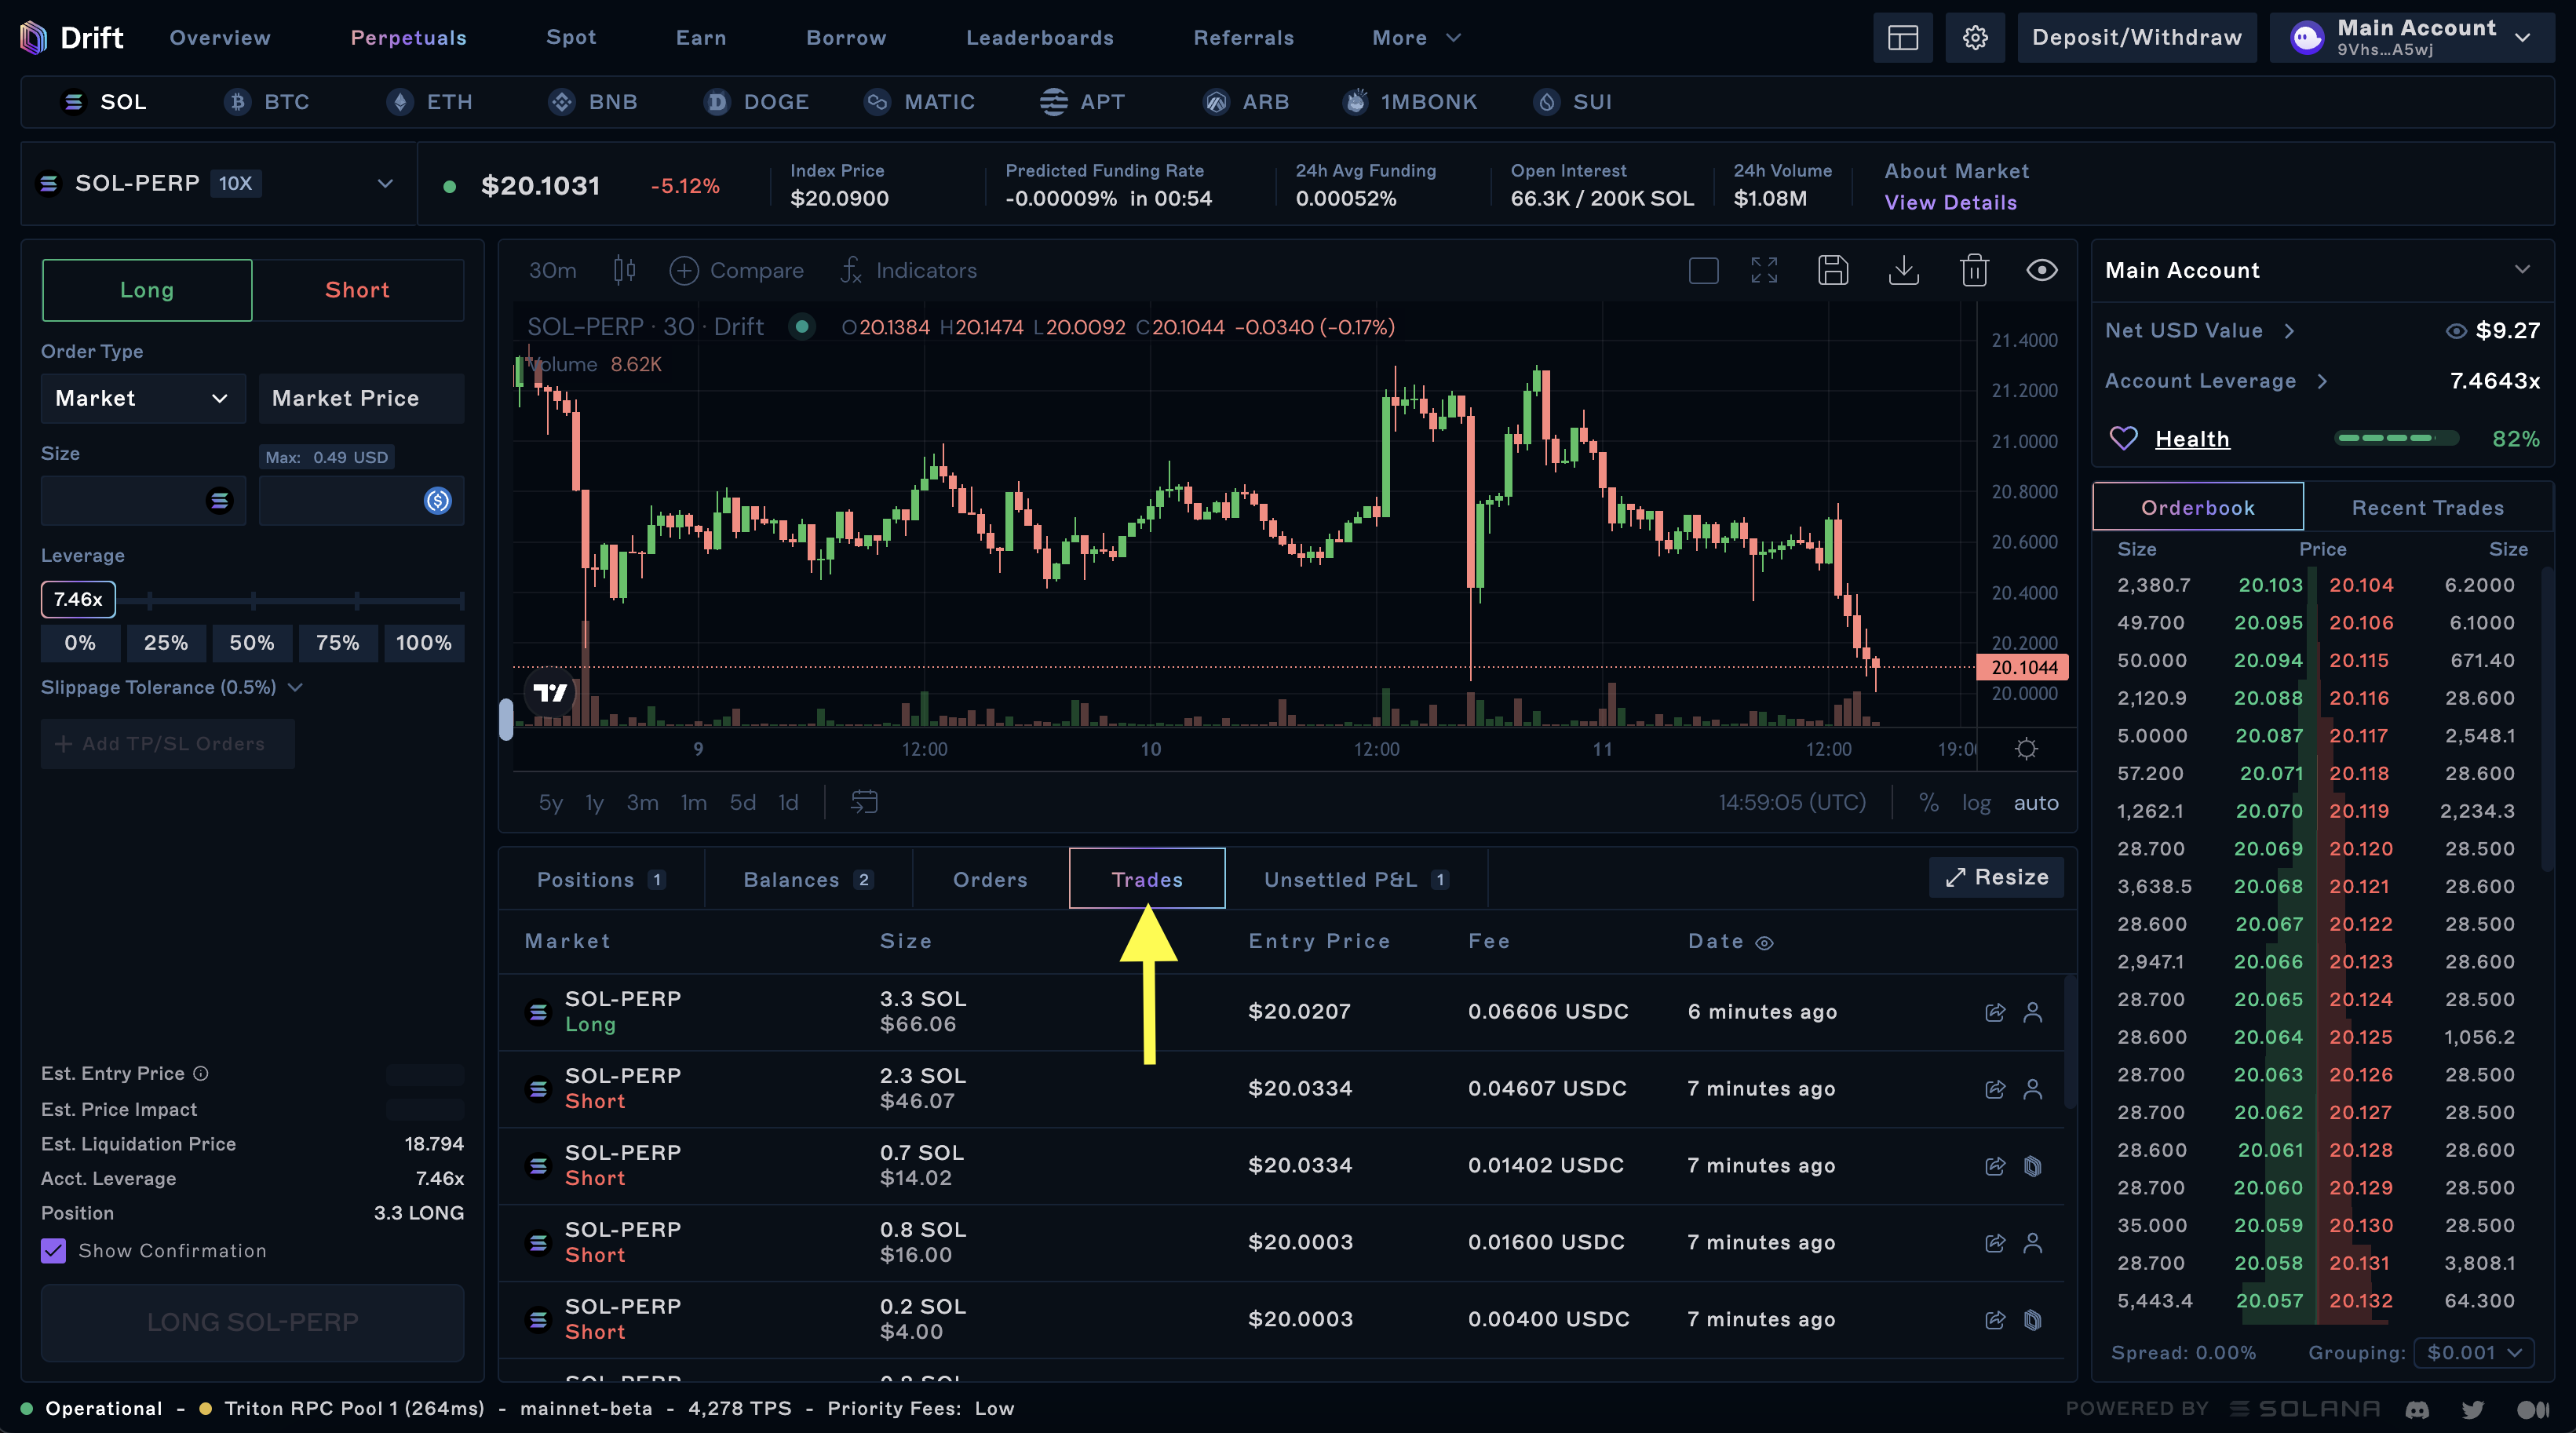 Drift Overview Perpetuals Spot Earn Borrow Leaderboards Referrals More Deposit/Withdraw Main Account
9Vhs...A5wj
SOL BTC ETH BNB DOGE MATIC APT ARB 1MBONK SUI
SOL-PERP 10X
$20.1031 -5.12%
Index Price
$20.0900
Predicted Funding Rate
-0.00009% in 00:54
24h Avg Funding
0.00052%
Open Interest
66.3K / 200K SOL
24h Volume
$1.08M
About Market
View Details
Long Short
Order Type
Market Market Price
Size Max: 0.49 USD
Leverage
7.46x
0% 25% 50% 75% 100%
Slippage Tolerance (0.5%)
+ Add TP/SL Orders
Est. Entry Price
Est. Price Impact
Est. Liquidation Price 18.794
Acct. Leverage 7.46x
Position 3.3 LONG
Show Confirmation
LONG SOL-PERP
30m Compare Indicators
SOL-PERP · 30 · Drift O20.1384 H20.1474 L20.0092 C20.1044 -0.0340 (-0.17%)
Volume 8.62K
21.4000
21.2000
21.0000
20.8000
20.6000
20.4000
20.2000
20.1044
20.0000
9 12:00 10 12:00 11 12:00 19:00
5y 1y 3m 1m 5d 1d 14:59:05 (UTC) % log auto
Positions 1 Balances 2 Orders Trades Unsettled P&L 1 Resize
Market Size Entry Price Fee Date
SOL-PERP 3.3 SOL
Long $66.06 $20.0207 0.06606 USDC 6 minutes ago
SOL-PERP 2.3 SOL
Short $46.07 $20.0334 0.04607 USDC 7 minutes ago
SOL-PERP 0.7 SOL
Short $14.02 $20.0334 0.01402 USDC 7 minutes ago
SOL-PERP 0.8 SOL
Short $16.00 $20.0003 0.01600 USDC 7 minutes ago
SOL-PERP 0.2 SOL
Short $4.00 $20.0003 0.00400 USDC 7 minutes ago
Main Account
Net USD Value $9.27
Account Leverage 7.4643x
Health 82%
Orderbook Recent Trades
Size Price Size
2,380.7 20.103 20.104 6.2000
49.700 20.095 20.106 6.1000
50.000 20.094 20.115 671.40
2,120.9 20.088 20.116 28.600
5.0000 20.087 20.117 2,548.1
57.200 20.071 20.118 28.600
1,262.1 20.070 20.119 2,234.3
28.700 20.069 20.120 28.500
3,638.5 20.068 20.121 28.600
28.600 20.067 20.122 28.500
2,947.1 20.066 20.123 28.600
28.700 20.065 20.124 28.500
28.600 20.064 20.125 1,056.2
28.700 20.063 20.126 28.500
28.700 20.062 20.127 28.500
28.600 20.061 20.128 28.600
28.700 20.060 20.129 28.500
35.000 20.059 20.130 28.500
28.700 20.058 20.131 3,808.1
5,443.4 20.057 20.132 64.300
Spread: 0.00% Grouping: $0.001
Operational - Triton RPC Pool 1 (264ms) - mainnet-beta - 4,278 TPS - Priority Fees: Low
POWERED BY SOLANA